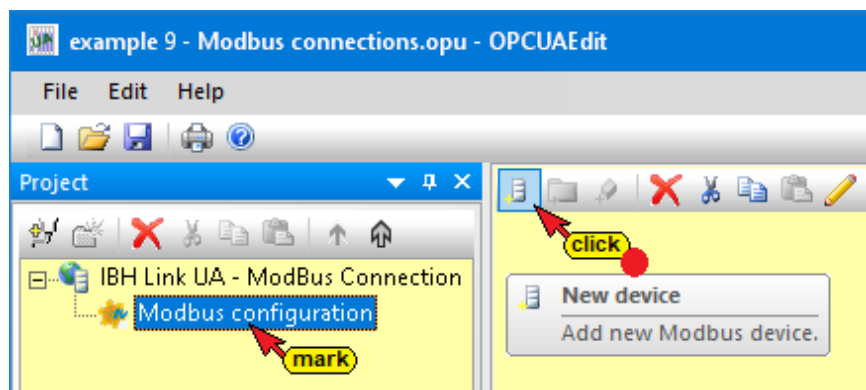 example 9 - Modbus connections.opu - OPCUAEdit
File Edit Help
Project
click
IBH Link UA - ModBus Connection
Modbus configuration
mark
New device
Add new Modbus device.